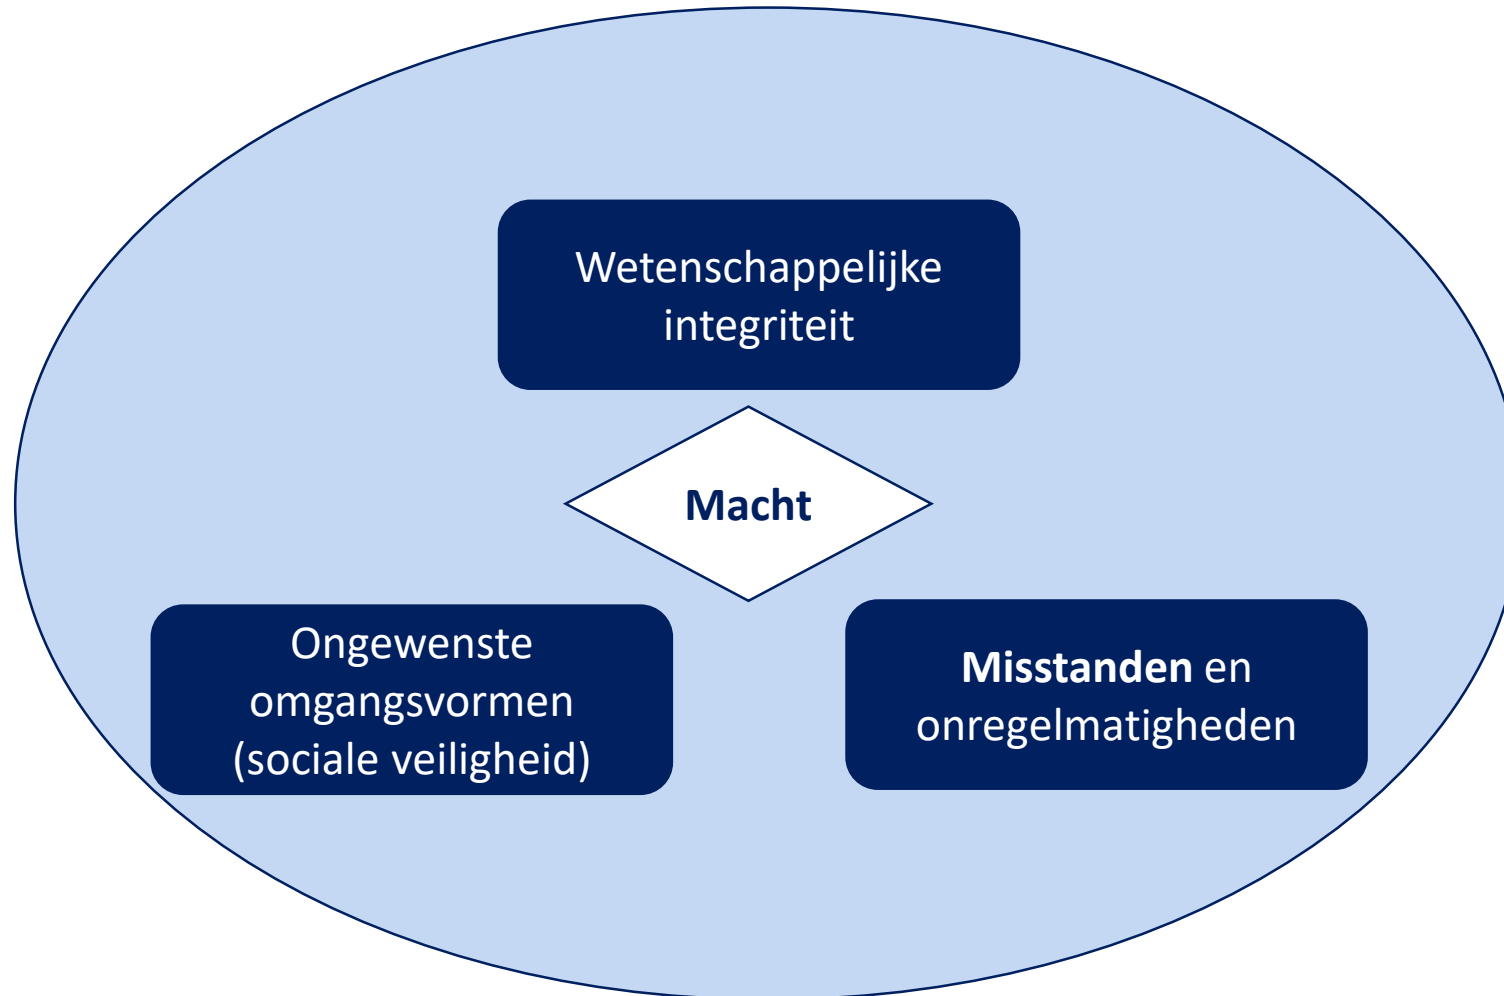 Wetenschappelijke
integriteit
Macht
Ongewenste
omgangsvormen
(sociale veiligheid)
Misstanden en
onregelmatigheden